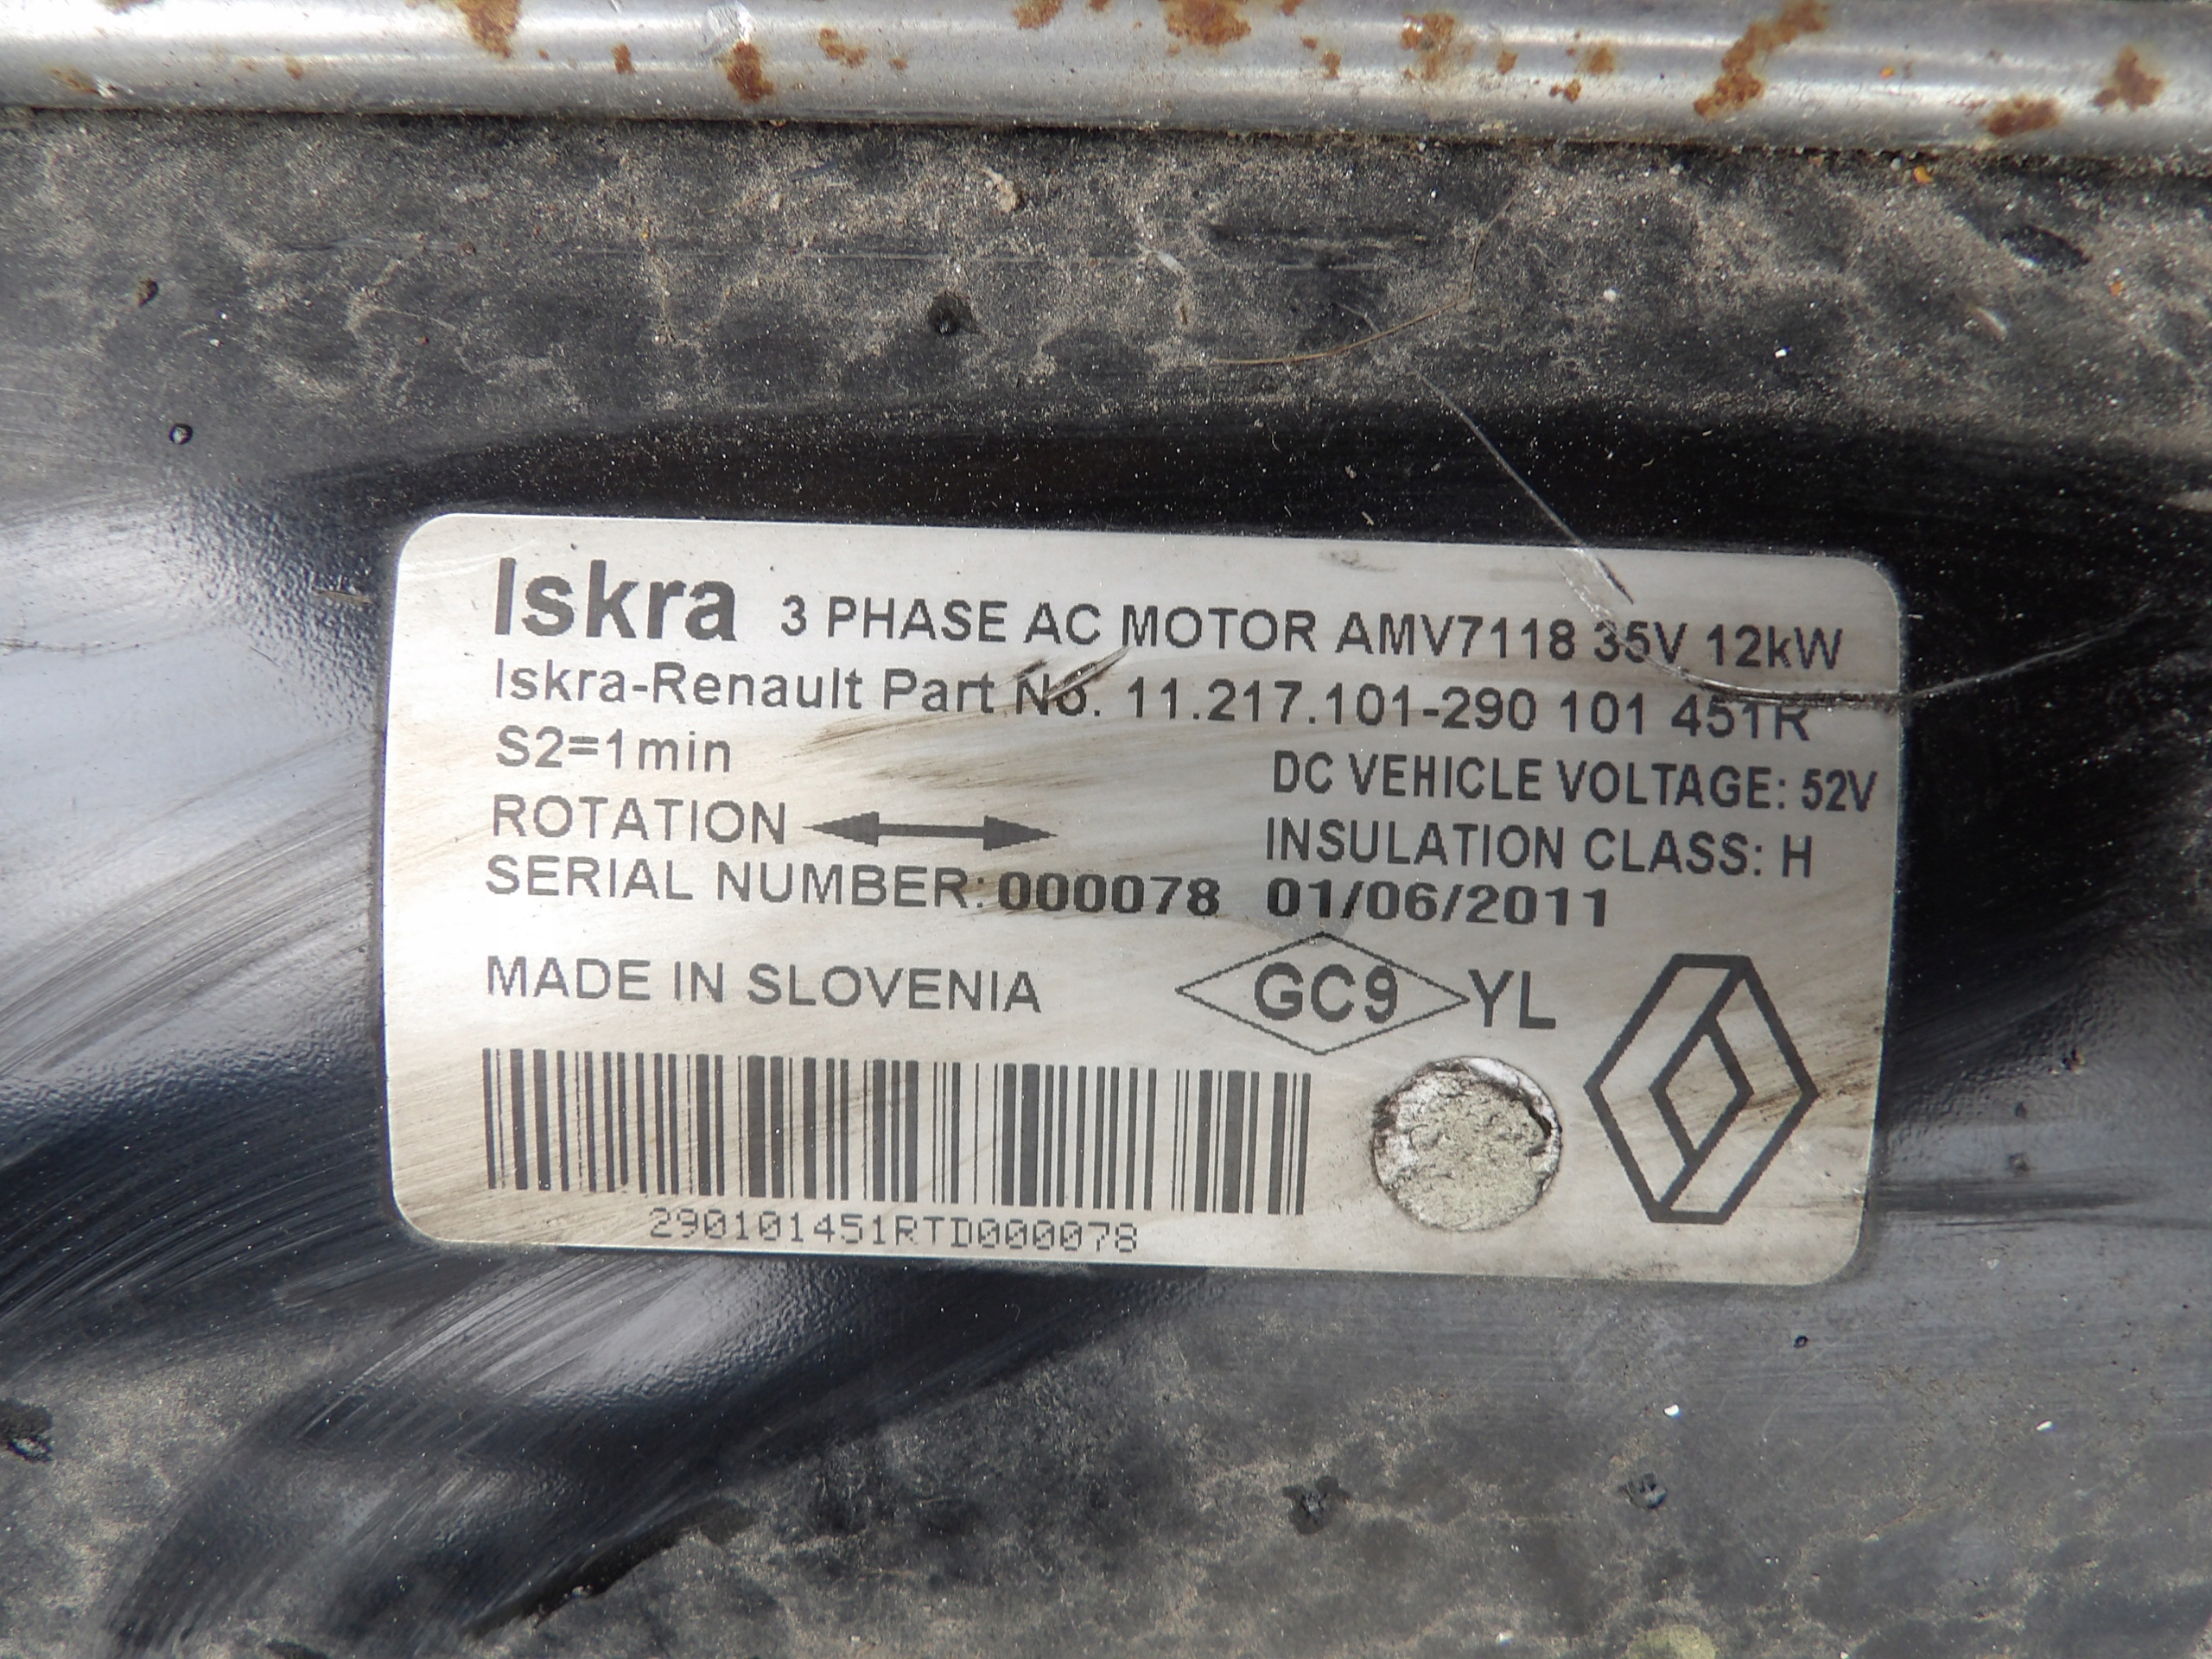 Iskra 3 PHASE AC MOTOR AMV7118 35V 12kW
Iskra-Renault Part No. 11.217.101-290 101 451R
S2=1min
DC VEHICLE VOLTAGE: 52V
ROTATION
INSULATION CLASS: H
SERIAL NUMBER: 000078 01/06/2011
MADE IN SLOVENIA GC9 YL
290101451RTD000078